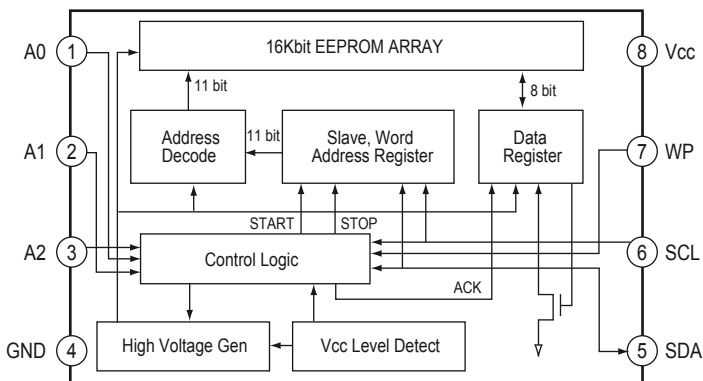 A0
1
16Kbit EEPROM ARRAY
8
Vcc
11 bit
8 bit
A1
2
Address
Decode
11 bit
Slave, Word
Address Register
Data
Register
7
WP
START
STOP
A2
3
Control Logic
6
SCL
ACK
GND
4
High Voltage Gen
Vcc Level Detect
5
SDA